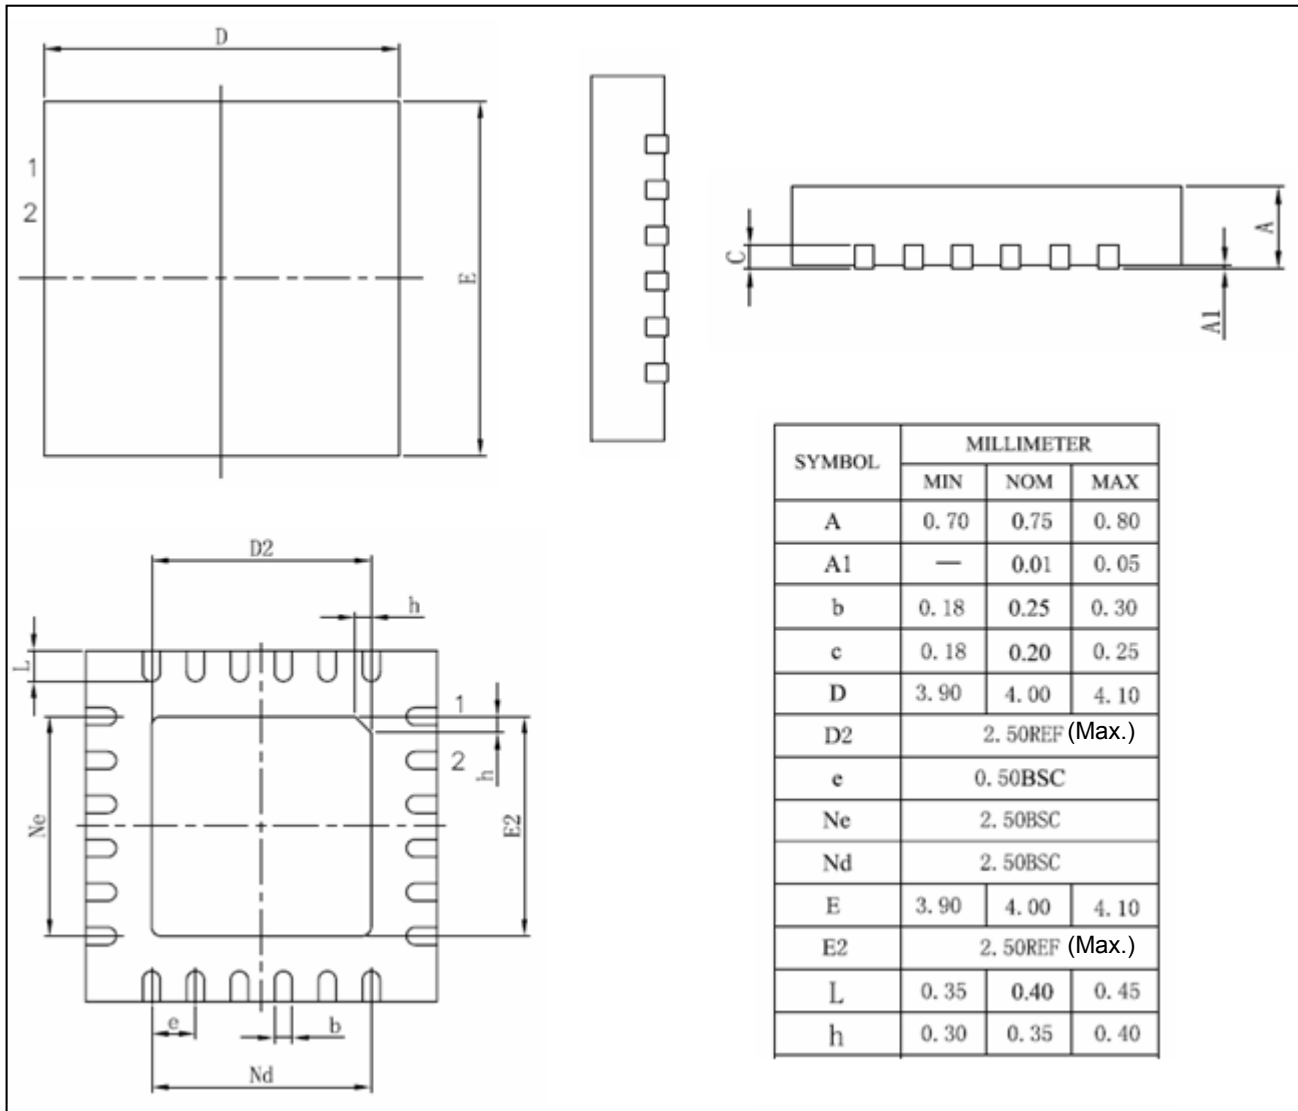 D
1
2
E
C
A
A1
D2
h
L
1
2
h
Ne
E2
e
b
Nd
SYMBOL MILLIMETER
MIN NOM MAX
A 0.70 0.75 0.80
A1 — 0.01 0.05
b 0.18 0.25 0.30
c 0.18 0.20 0.25
D 3.90 4.00 4.10
D2 2.50REF (Max.)
e 0.50BSC
Ne 2.50BSC
Nd 2.50BSC
E 3.90 4.00 4.10
E2 2.50REF (Max.)
L 0.35 0.40 0.45
h 0.30 0.35 0.40